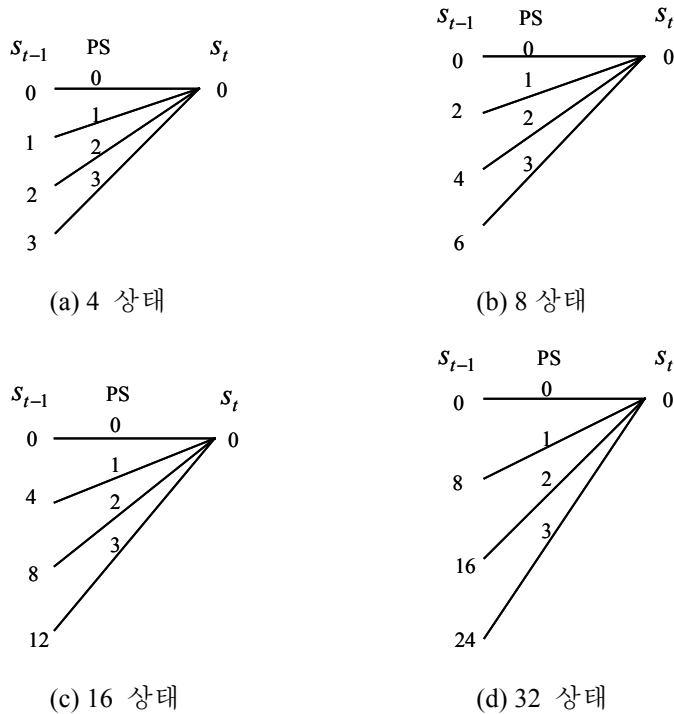 S_{t-1} PS S_t
0 0 0
1 1
2 2
3 3
(a) 4 상태
S_{t-1} PS S_t
0 0 0
2 1
4 2
6 3
(b) 8 상태
S_{t-1} PS S_t
0 0 0
4 1
8 2
12 3
(c) 16 상태
S_{t-1} PS S_t
0 0 0
8 1
16 2
24 3
(d) 32 상태